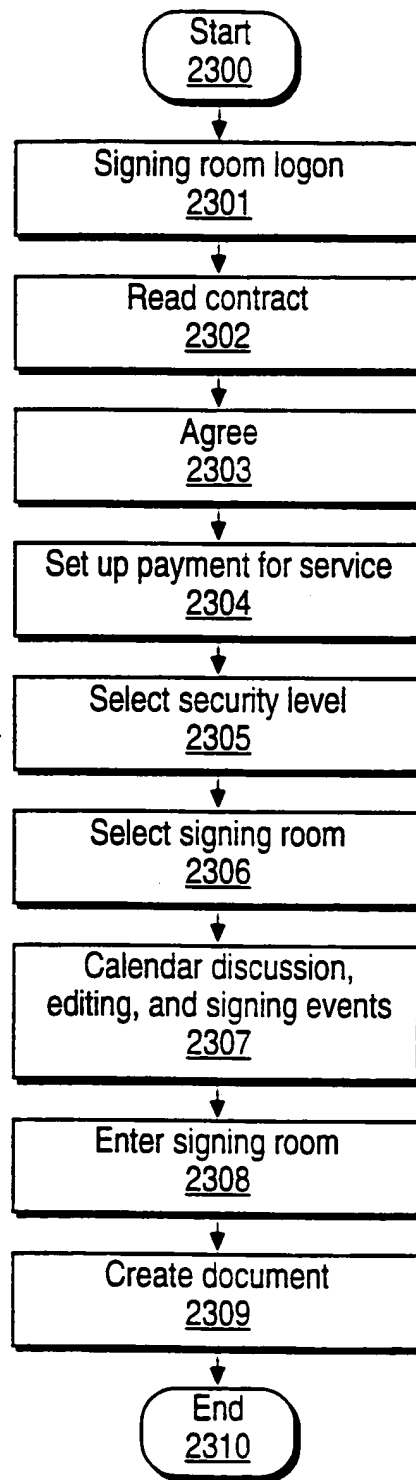 Start
2300
Signing room logon
2301
Read contract
2302
Agree
2303
Set up payment for service
2304
Select security level
2305
Select signing room
2306
Calendar discussion,
editing, and signing events
2307
Enter signing room
2308
Create document
2309
End
2310